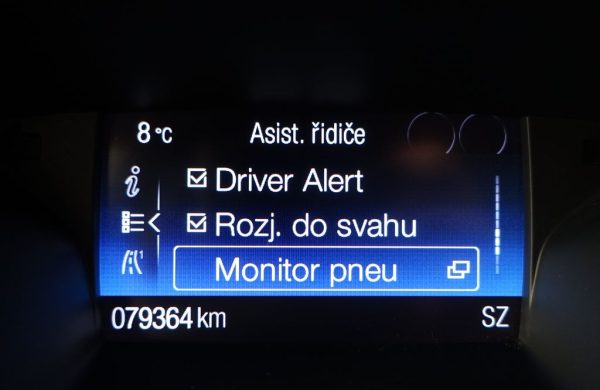 8 °C Asist. řidiče
Driver Alert
Rozj. do svahu
Monitor pneu
079364 km SZ